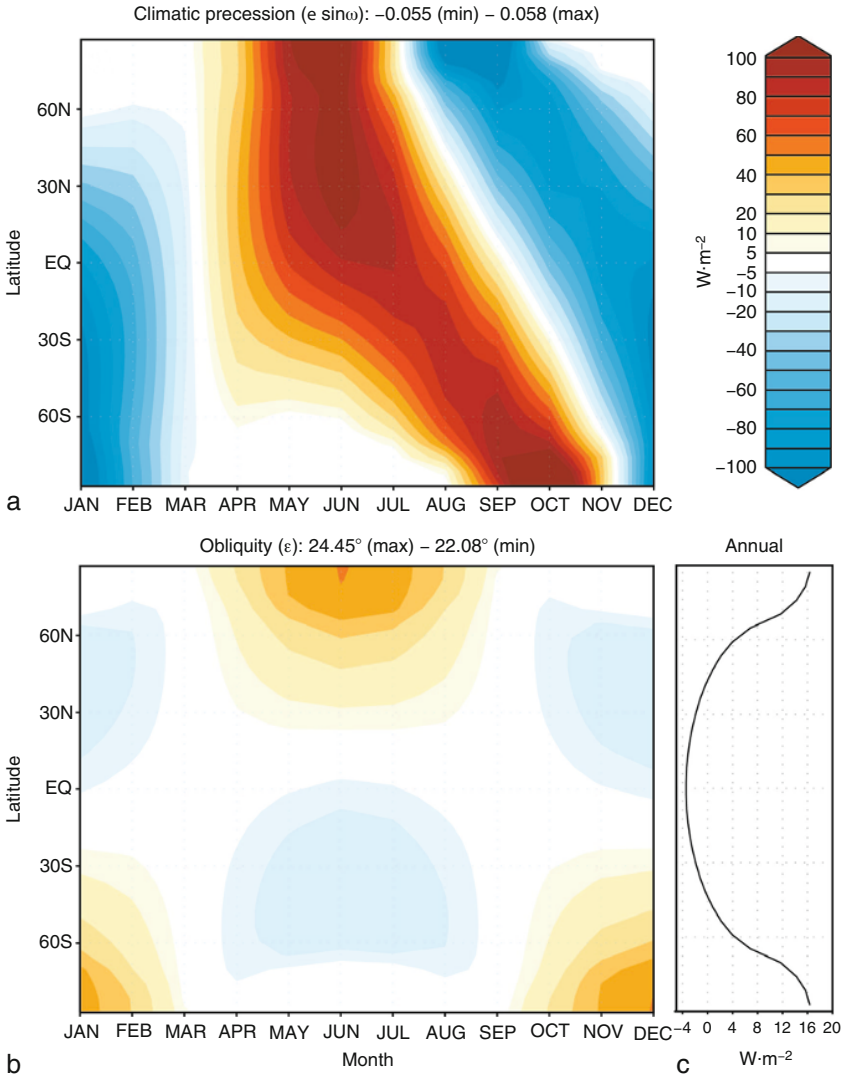 Climatic precession (e sinω): −0.055 (min) − 0.058 (max)
60N
30N
EQ
30S
60S
Latitude
JAN FEB MAR APR MAY JUN JUL AUG SEP OCT NOV DEC
a
100
80
60
40
20
10
5
−5
−10
−20
−40
−60
−80
−100
W·m−2
Obliquity (ε): 24.45° (max) − 22.08° (min)
60N
30N
EQ
30S
60S
Latitude
JAN FEB MAR APR MAY JUN JUL AUG SEP OCT NOV DEC
Month
b
Annual
−4 0 4 8 12 16 20
W·m−2
c